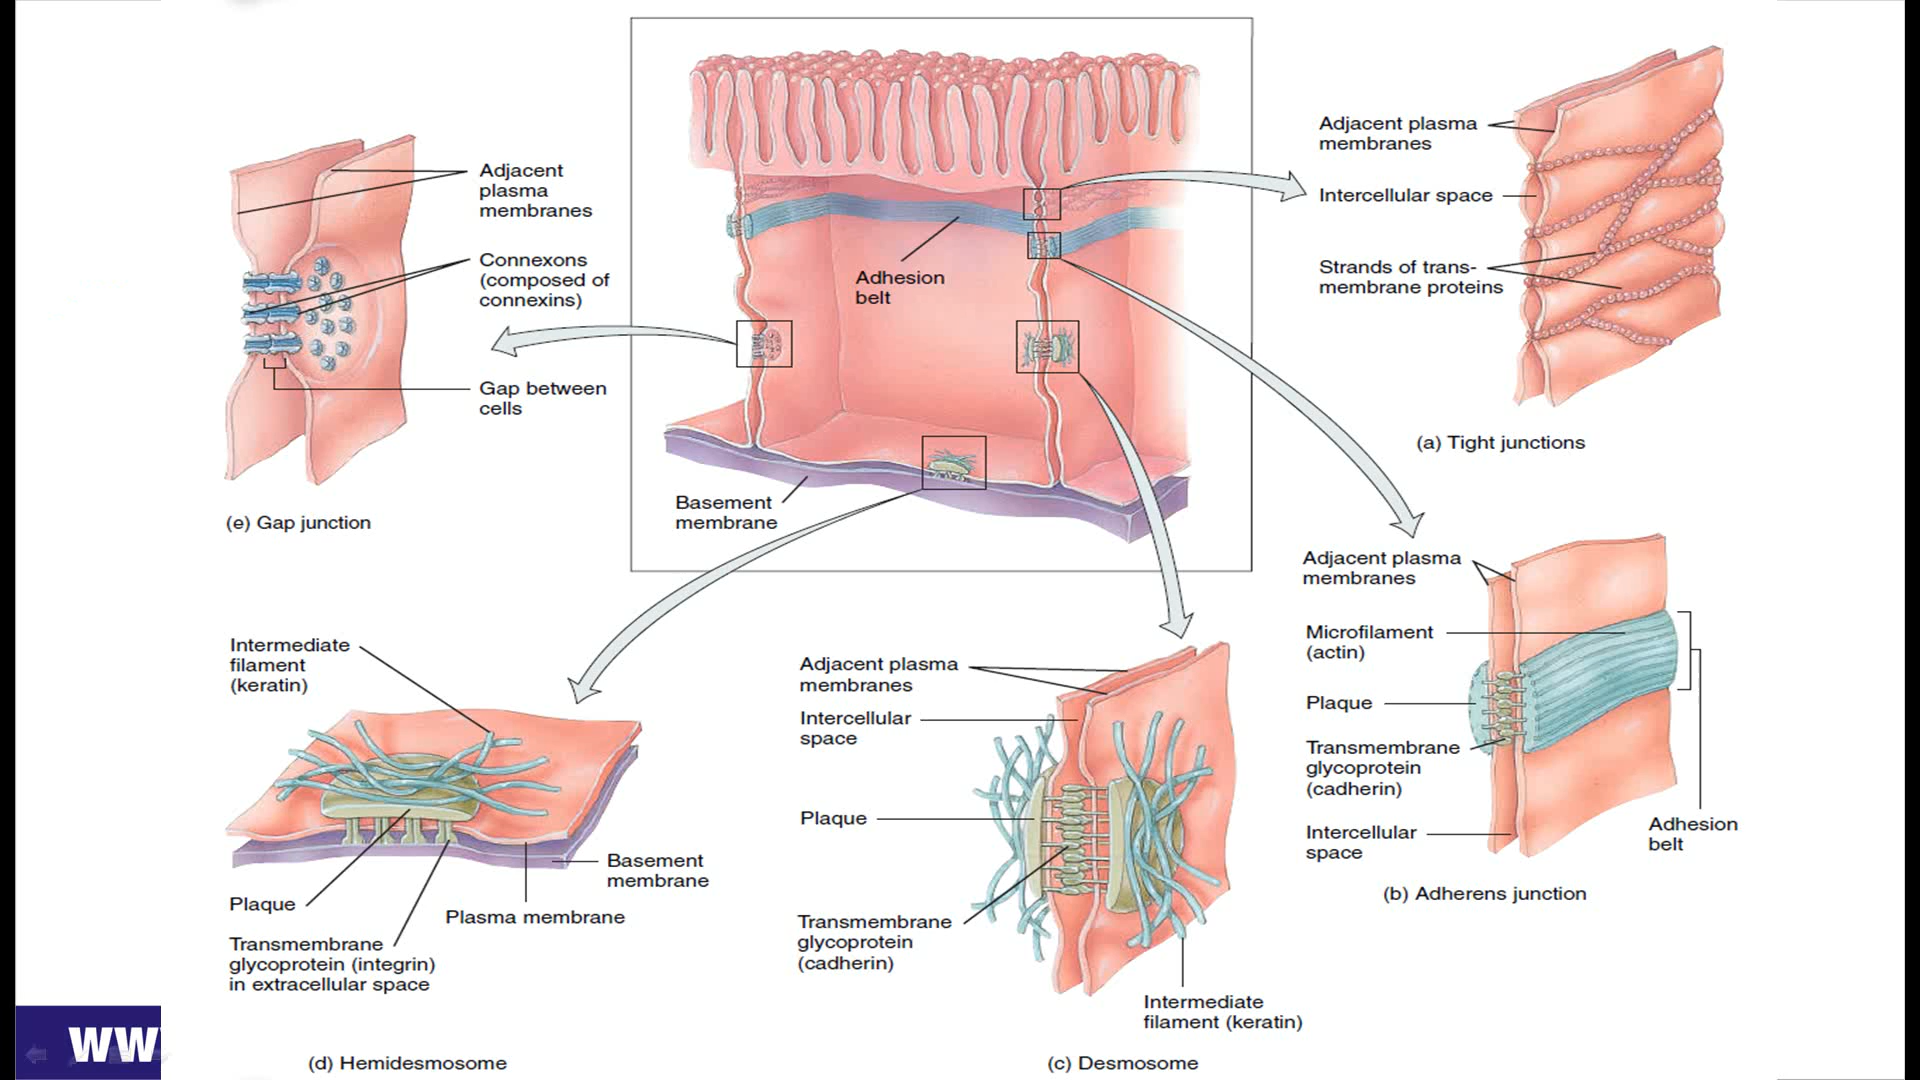 Adjacent plasma
membranes
Connexons
(composed of
connexins)
Gap between
cells
(e) Gap junction
Adhesion
belt
Basement
membrane
Adjacent plasma
membranes
Intercellular space
Strands of trans-
membrane proteins
(a) Tight junctions
Adjacent plasma
membranes
Microfilament
(actin)
Plaque
Transmembrane
glycoprotein
(cadherin)
Intercellular
space
Adhesion
belt
(b) Adherens junction
Intermediate
filament
(keratin)
Basement
membrane
Plaque
Plasma membrane
Transmembrane
glycoprotein (integrin)
in extracellular space
(d) Hemidesmosome
Adjacent plasma
membranes
Intercellular
space
Plaque
Transmembrane
glycoprotein
(cadherin)
Intermediate
filament (keratin)
(c) Desmosome